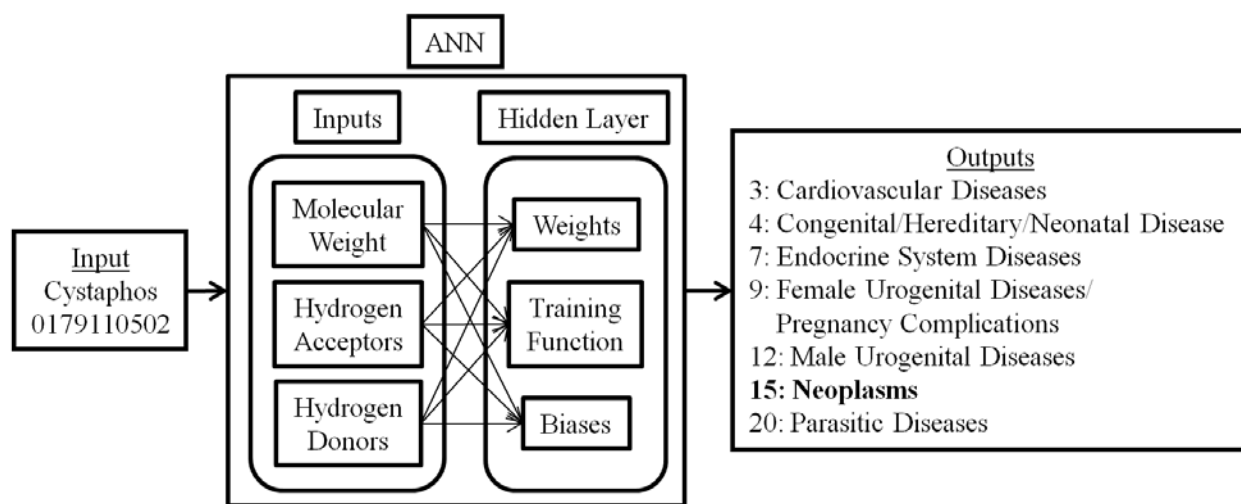 ANN
Input
Cystaphos
0179110502
Inputs
Molecular
Weight
Hydrogen
Acceptors
Hydrogen
Donors
Hidden Layer
Weights
Training
Function
Biases
Outputs
3: Cardiovascular Diseases
4: Congenital/Hereditary/Neonatal Disease
7: Endocrine System Diseases
9: Female Urogenital Diseases/
Pregnancy Complications
12: Male Urogenital Diseases
15: Neoplasms
20: Parasitic Diseases